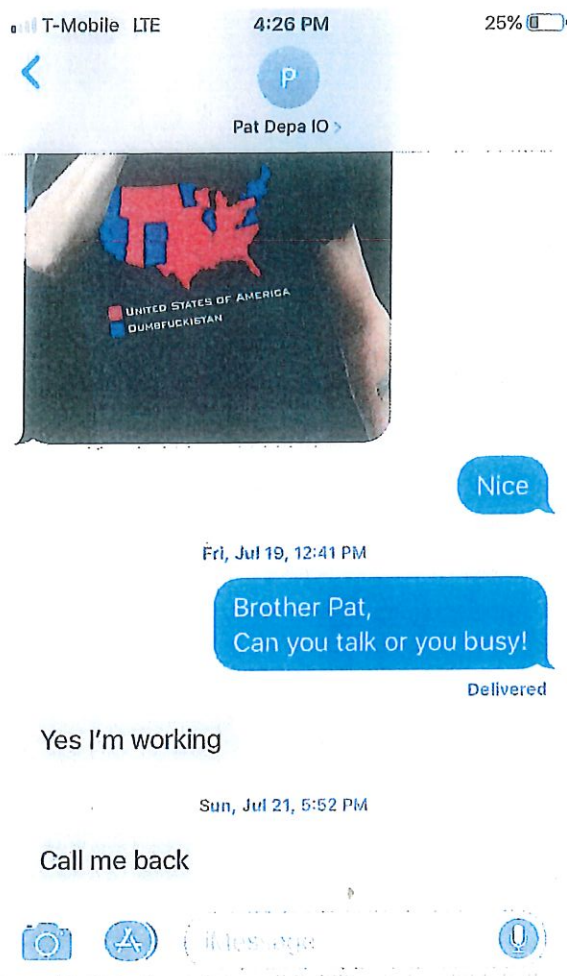 T-Mobile LTE 4:26 PM 25%
P
Pat Depa IO >
UNITED STATES OF AMERICA
DUMBFUCKISTAN
Nice
Fri, Jul 19, 12:41 PM
Brother Pat,
Can you talk or you busy!
Delivered
Yes I'm working
Sun, Jul 21, 5:52 PM
Call me back
iMessage